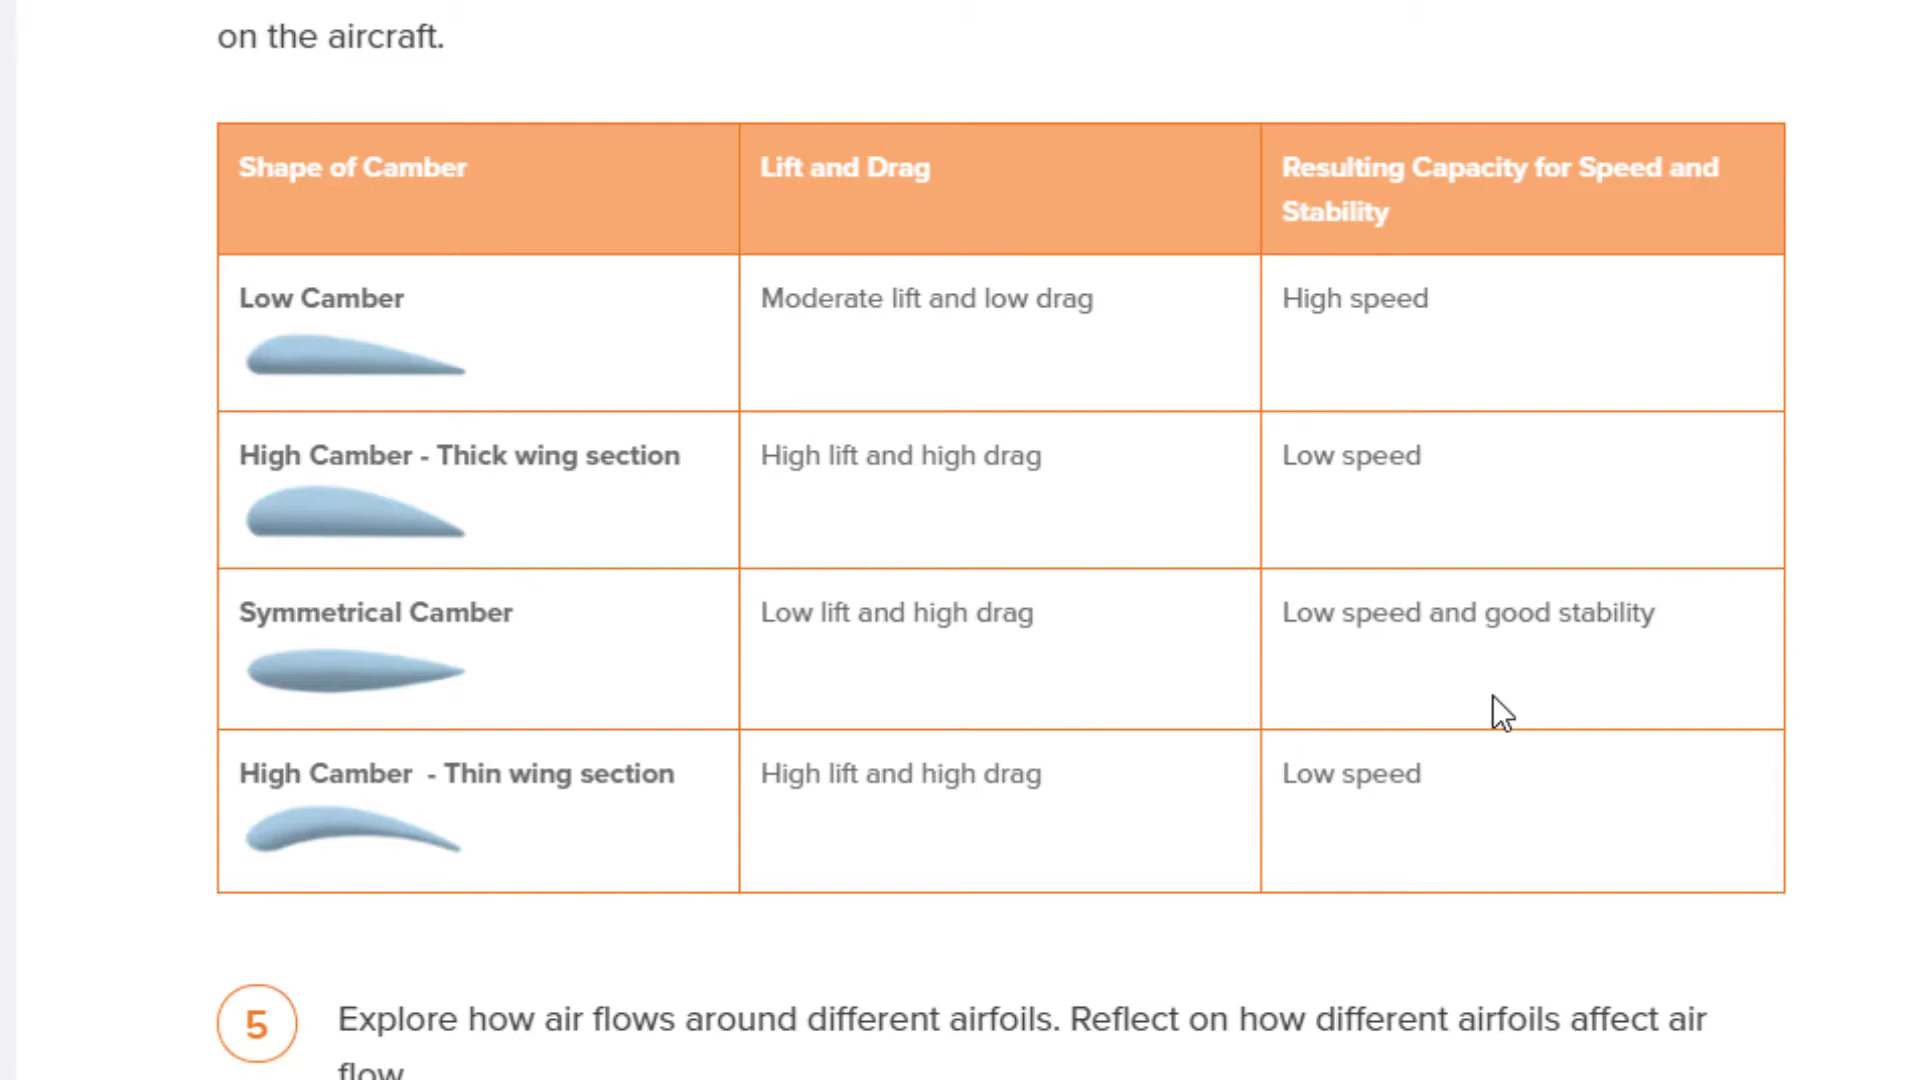 on the aircraft.
Shape of Camber
Lift and Drag
Resulting Capacity for Speed and
Stability
Low Camber
Moderate lift and low drag
High speed
High Camber - Thick wing section
High lift and high drag
Low speed
Symmetrical Camber
Low lift and high drag
Low speed and good stability
High Camber  - Thin wing section
High lift and high drag
Low speed
5
Explore how air flows around different airfoils. Reflect on how different airfoils affect air
flow.